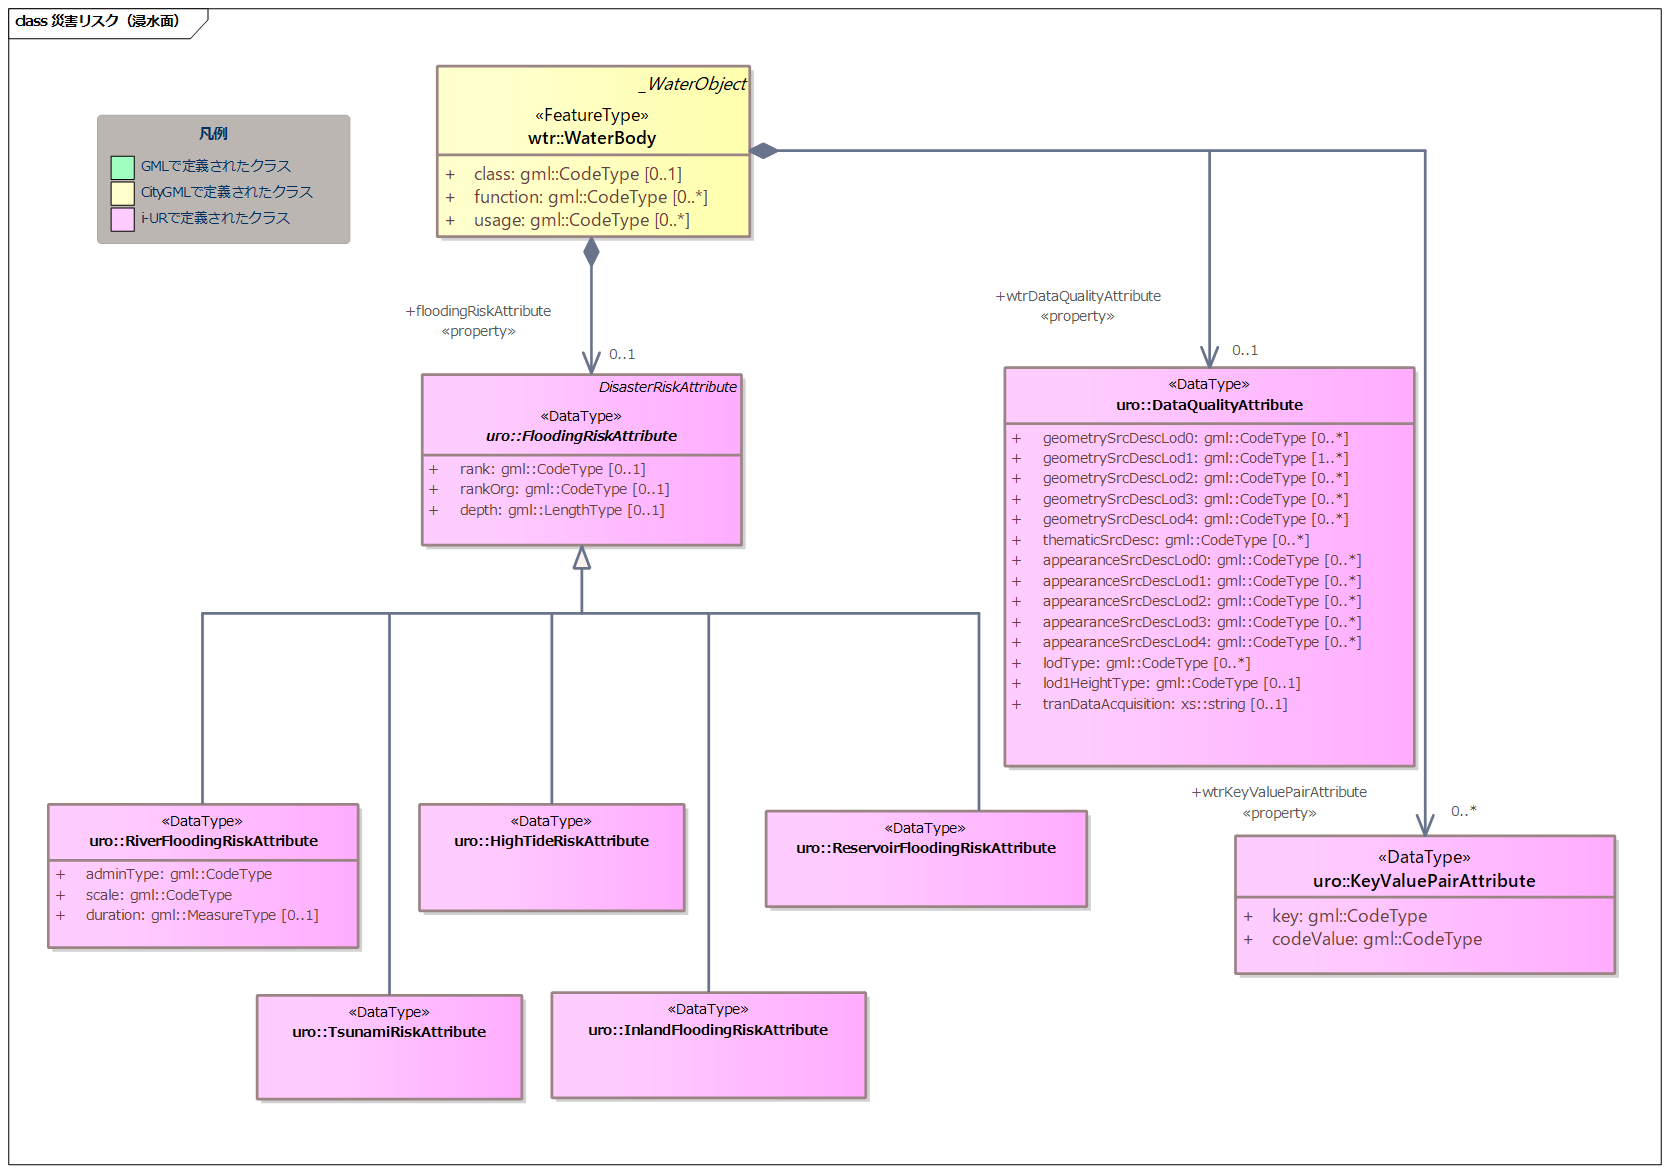 class 災害リスク（浸水面）
凡例
GMLで定義されたクラス
CityGMLで定義されたクラス
i-URで定義されたクラス
_WaterObject
«FeatureType»
wtr::WaterBody
+ class: gml::CodeType [0..1]
+ function: gml::CodeType [0..*]
+ usage: gml::CodeType [0..*]
+floodingRiskAttribute
«property»
0..1
+wtrDataQualityAttribute
«property»
0..1
DisasterRiskAttribute
«DataType»
uro::FloodingRiskAttribute
+ rank: gml::CodeType [0..1]
+ rankOrg: gml::CodeType [0..1]
+ depth: gml::LengthType [0..1]
«DataType»
uro::DataQualityAttribute
+ geometrySrcDescLod0: gml::CodeType [0..*]
+ geometrySrcDescLod1: gml::CodeType [1..*]
+ geometrySrcDescLod2: gml::CodeType [0..*]
+ geometrySrcDescLod3: gml::CodeType [0..*]
+ geometrySrcDescLod4: gml::CodeType [0..*]
+ thematicSrcDesc: gml::CodeType [0..*]
+ appearanceSrcDescLod0: gml::CodeType [0..*]
+ appearanceSrcDescLod1: gml::CodeType [0..*]
+ appearanceSrcDescLod2: gml::CodeType [0..*]
+ appearanceSrcDescLod3: gml::CodeType [0..*]
+ appearanceSrcDescLod4: gml::CodeType [0..*]
+ lodType: gml::CodeType [0..*]
+ lod1HeightType: gml::CodeType [0..1]
+ tranDataAcquisition: xs::string [0..1]
+wtrKeyValuePairAttribute
«property»
0..*
«DataType»
uro::RiverFloodingRiskAttribute
+ adminType: gml::CodeType
+ scale: gml::CodeType
+ duration: gml::MeasureType [0..1]
«DataType»
uro::HighTideRiskAttribute
«DataType»
uro::ReservoirFloodingRiskAttribute
«DataType»
uro::KeyValuePairAttribute
+ key: gml::CodeType
+ codeValue: gml::CodeType
«DataType»
uro::TsunamiRiskAttribute
«DataType»
uro::InlandFloodingRiskAttribute